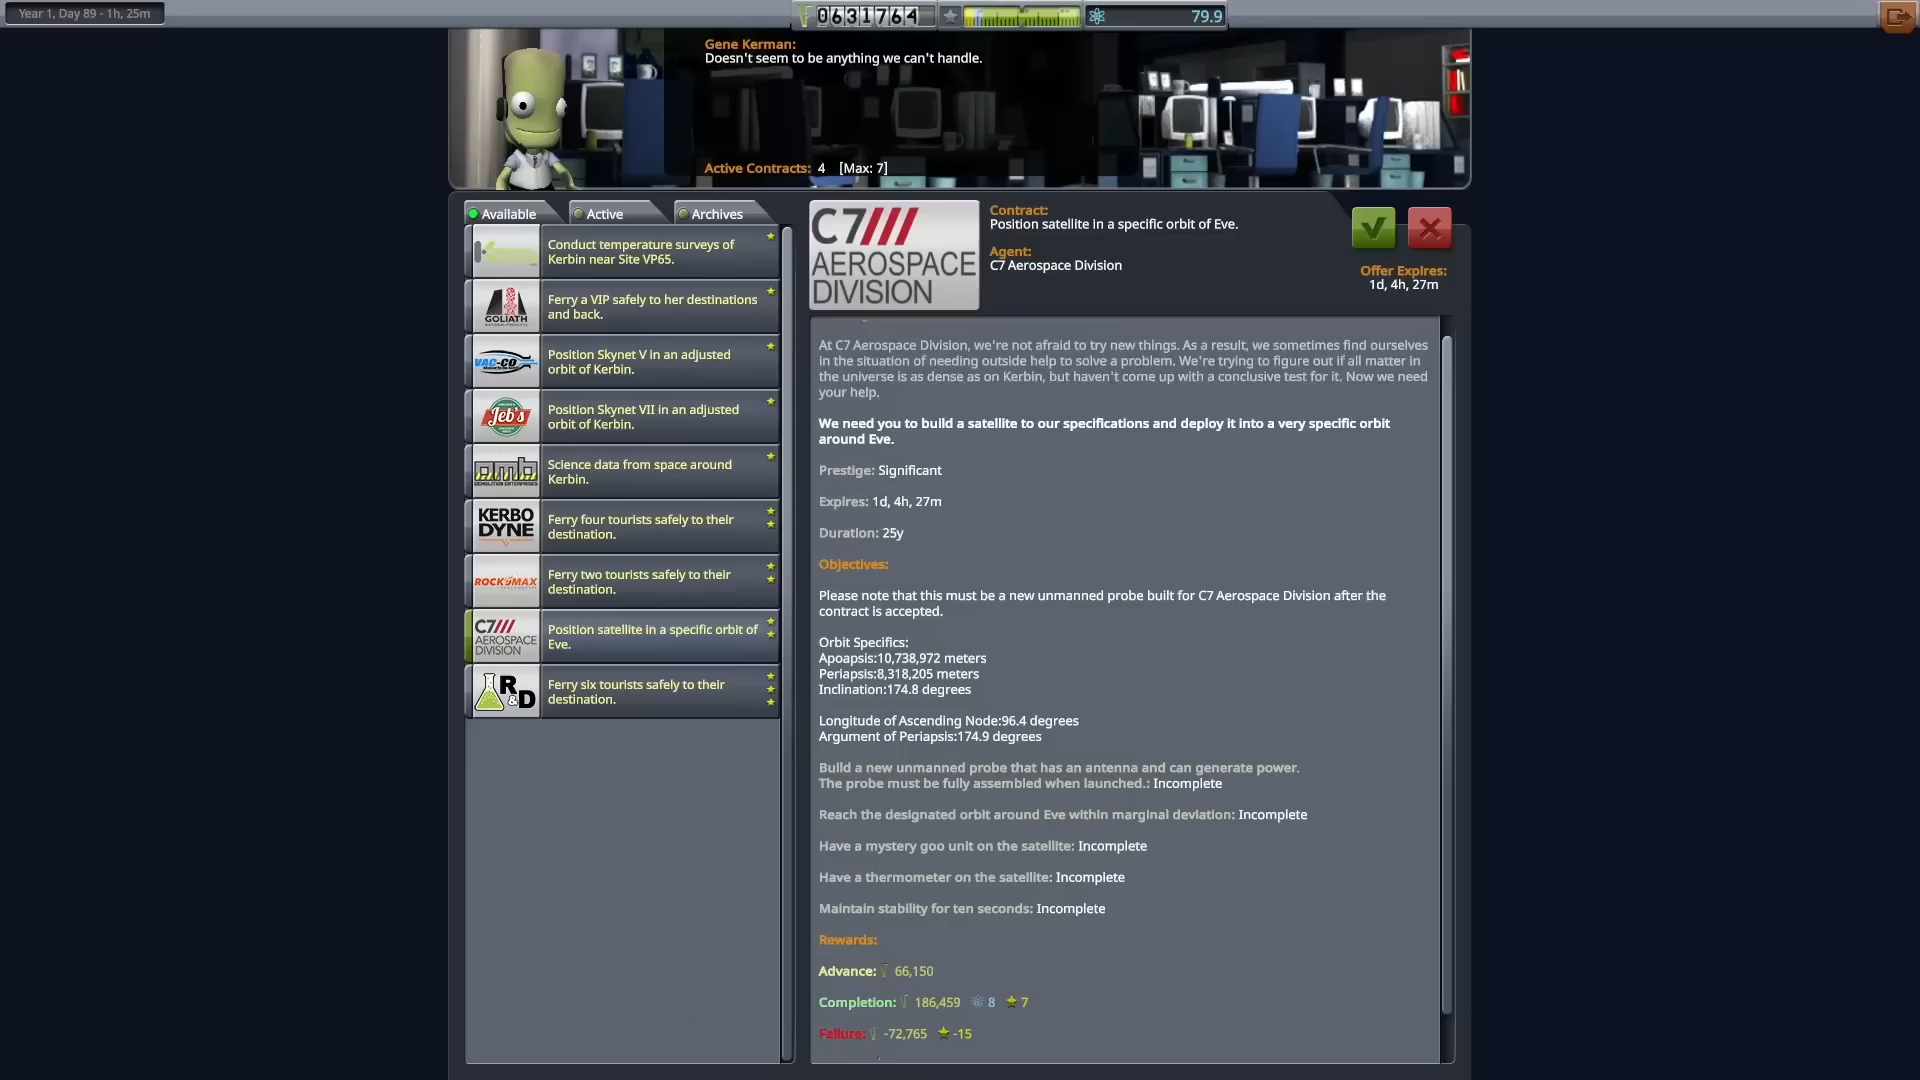 Year 1, Day 89 - 1h, 25m
0631764
79.9
Gene Kerman:
Doesn't seem to be anything we can't handle.
Active Contracts: 4 [Max: 7]
Available
Active
Archives
Conduct temperature surveys of
Kerbin near Site VP65.
GOLIATH
NATIONAL PRODUCTS
Ferry a VIP safely to her destinations
and back.
VAC-CO
Position Skynet V in an adjusted
orbit of Kerbin.
Jeb's
Position Skynet VII in an adjusted
orbit of Kerbin.
DEMOLITION ENTERPRISES
Science data from space around
Kerbin.
KERBO
DYNE
Ferry four tourists safely to their
destination.
ROCKOMAX
Ferry two tourists safely to their
destination.
C7///
AEROSPACE
DIVISION
Position satellite in a specific orbit of
Eve.
R&D
Ferry six tourists safely to their
destination.
C7///
AEROSPACE
DIVISION
Contract:
Position satellite in a specific orbit of Eve.
Agent:
C7 Aerospace Division
Offer Expires:
1d, 4h, 27m
At C7 Aerospace Division, we're not afraid to try new things. As a result, we sometimes find ourselves
in the situation of needing outside help to solve a problem. We're trying to figure out if all matter in
the universe is as dense as on Kerbin, but haven't come up with a conclusive test for it. Now we need
your help.
We need you to build a satellite to our specifications and deploy it into a very specific orbit
around Eve.
Prestige: Significant
Expires: 1d, 4h, 27m
Duration: 25y
Objectives:
Please note that this must be a new unmanned probe built for C7 Aerospace Division after the
contract is accepted.
Orbit Specifics:
Apoapsis:10,738,972 meters
Periapsis:8,318,205 meters
Inclination:174.8 degrees
Longitude of Ascending Node:96.4 degrees
Argument of Periapsis:174.9 degrees
Build a new unmanned probe that has an antenna and can generate power.
The probe must be fully assembled when launched.: Incomplete
Reach the designated orbit around Eve within marginal deviation: Incomplete
Have a mystery goo unit on the satellite: Incomplete
Have a thermometer on the satellite: Incomplete
Maintain stability for ten seconds: Incomplete
Rewards:
Advance: 66,150
Completion: 186,459 8 7
Failure: -72,765 -15